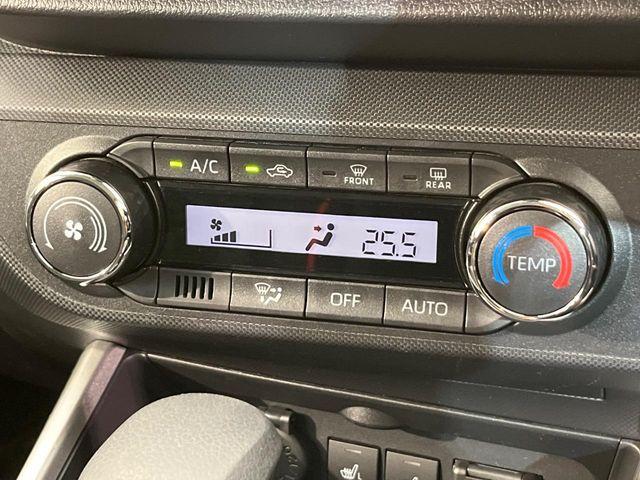 A/C
FRONT
REAR
25.5
TEMP
OFF
AUTO
L